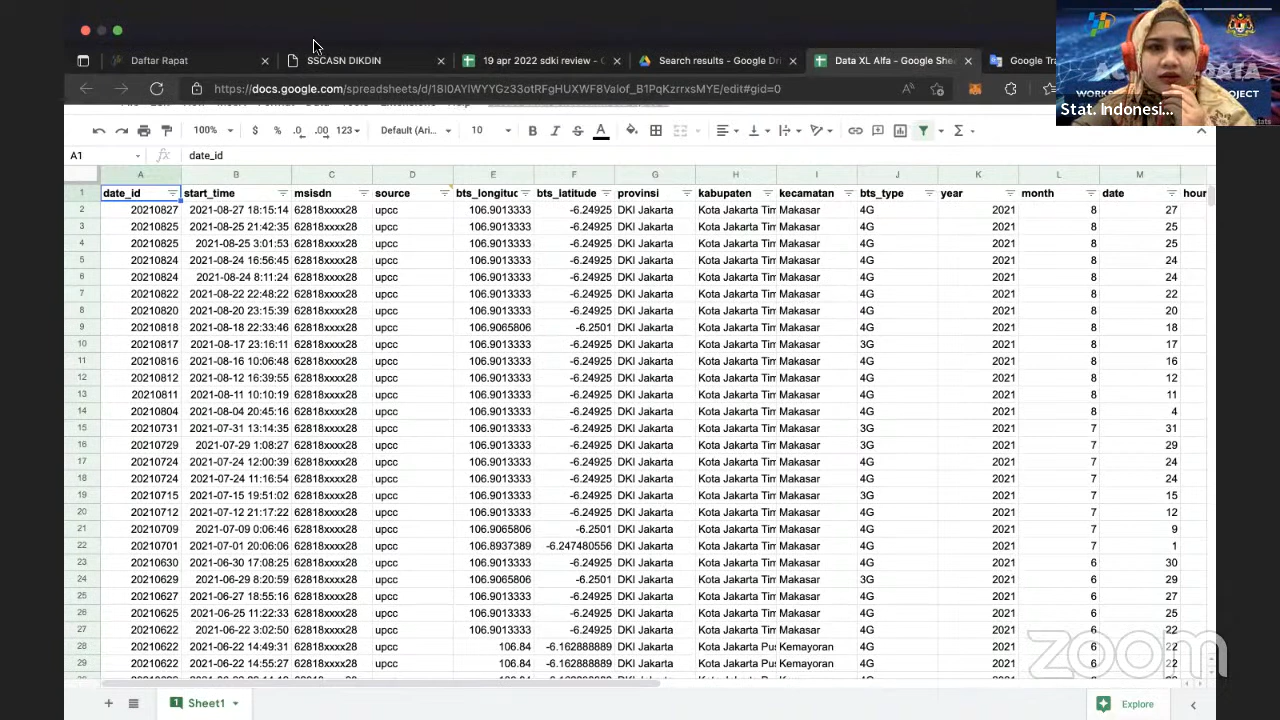 Daftar Rapat
SSCASN DIKDIN
19 apr 2022 sdki review - G
Search results - Google Dri
Data XL Alfa - Google Shee
Google Tra
https://docs.google.com/spreadsheets/d/
/edit#gid=0
WORK
ROJECT
Stat. Indonesi...
100%
$
%
.0
.00
123
Default (Ari...
10
B I S A
A1
fx
date_id
A B C D E F G H I J K L M
1 date_id start_time msisdn source bts_longituc bts_latitude provinsi kabupaten kecamatan bts_type year month date hour
2 20210827 2021-08-27 18:15:14 62818xxxx28 upcc 106.9013333 -6.24925 DKI Jakarta Kota Jakarta Tim Makasar 4G 2021 8 27
3 20210825 2021-08-25 21:42:35 62818xxxx28 upcc 106.9013333 -6.24925 DKI Jakarta Kota Jakarta Tim Makasar 4G 2021 8 25
4 20210825 2021-08-25 3:01:53 62818xxxx28 upcc 106.9013333 -6.24925 DKI Jakarta Kota Jakarta Tim Makasar 4G 2021 8 25
5 20210824 2021-08-24 16:56:45 62818xxxx28 upcc 106.9013333 -6.24925 DKI Jakarta Kota Jakarta Tim Makasar 4G 2021 8 24
6 20210824 2021-08-24 8:11:24 62818xxxx28 upcc 106.9013333 -6.24925 DKI Jakarta Kota Jakarta Tim Makasar 4G 2021 8 24
7 20210822 2021-08-22 22:48:22 62818xxxx28 upcc 106.9013333 -6.24925 DKI Jakarta Kota Jakarta Tim Makasar 4G 2021 8 22
8 20210820 2021-08-20 23:15:39 62818xxxx28 upcc 106.9013333 -6.24925 DKI Jakarta Kota Jakarta Tim Makasar 4G 2021 8 20
9 20210818 2021-08-18 22:33:46 62818xxxx28 upcc 106.9065806 -6.2501 DKI Jakarta Kota Jakarta Tim Makasar 4G 2021 8 18
10 20210817 2021-08-17 23:16:11 62818xxxx28 upcc 106.9013333 -6.24925 DKI Jakarta Kota Jakarta Tim Makasar 3G 2021 8 17
11 20210816 2021-08-16 10:06:48 62818xxxx28 upcc 106.9013333 -6.24925 DKI Jakarta Kota Jakarta Tim Makasar 4G 2021 8 16
12 20210812 2021-08-12 16:39:55 62818xxxx28 upcc 106.9013333 -6.24925 DKI Jakarta Kota Jakarta Tim Makasar 4G 2021 8 12
13 20210811 2021-08-11 10:10:19 62818xxxx28 upcc 106.9013333 -6.24925 DKI Jakarta Kota Jakarta Tim Makasar 4G 2021 8 11
14 20210804 2021-08-04 20:45:16 62818xxxx28 upcc 106.9013333 -6.24925 DKI Jakarta Kota Jakarta Tim Makasar 4G 2021 8 4
15 20210731 2021-07-31 13:14:35 62818xxxx28 upcc 106.9013333 -6.24925 DKI Jakarta Kota Jakarta Tim Makasar 3G 2021 7 31
16 20210729 2021-07-29 1:08:27 62818xxxx28 upcc 106.9013333 -6.24925 DKI Jakarta Kota Jakarta Tim Makasar 3G 2021 7 29
17 20210724 2021-07-24 12:00:39 62818xxxx28 upcc 106.9013333 -6.24925 DKI Jakarta Kota Jakarta Tim Makasar 4G 2021 7 24
18 20210724 2021-07-24 11:16:54 62818xxxx28 upcc 106.9013333 -6.24925 DKI Jakarta Kota Jakarta Tim Makasar 4G 2021 7 24
19 20210715 2021-07-15 19:51:02 62818xxxx28 upcc 106.9013333 -6.24925 DKI Jakarta Kota Jakarta Tim Makasar 3G 2021 7 15
20 20210712 2021-07-12 21:17:22 62818xxxx28 upcc 106.9013333 -6.24925 DKI Jakarta Kota Jakarta Tim Makasar 4G 2021 7 12
21 20210709 2021-07-09 0:06:46 62818xxxx28 upcc 106.9065806 -6.2501 DKI Jakarta Kota Jakarta Tim Makasar 4G 2021 7 9
22 20210701 2021-07-01 20:06:06 62818xxxx28 upcc 106.8937389 -6.247480556 DKI Jakarta Kota Jakarta Tim Makasar 4G 2021 7 1
23 20210630 2021-06-30 17:08:25 62818xxxx28 upcc 106.9013333 -6.24925 DKI Jakarta Kota Jakarta Tim Makasar 4G 2021 6 30
24 20210629 2021-06-29 8:20:59 62818xxxx28 upcc 106.9065806 -6.2501 DKI Jakarta Kota Jakarta Tim Makasar 3G 2021 6 29
25 20210627 2021-06-27 18:55:16 62818xxxx28 upcc 106.9013333 -6.24925 DKI Jakarta Kota Jakarta Tim Makasar 4G 2021 6 27
26 20210625 2021-06-25 11:22:33 62818xxxx28 upcc 106.9013333 -6.24925 DKI Jakarta Kota Jakarta Tim Makasar 4G 2021 6 25
27 20210622 2021-06-22 3:02:50 62818xxxx28 upcc 106.9013333 -6.24925 DKI Jakarta Kota Jakarta Tim Makasar 4G 2021 6 22
28 20210622 2021-06-22 14:49:31 62818xxxx28 upcc 106.84 -6.162888889 DKI Jakarta Kota Jakarta Pus Kemayoran 4G 2021 6 22
29 20210622 2021-06-22 14:55:27 62818xxxx28 upcc 106.84 -6.162888889 DKI Jakarta Kota Jakarta Pus Kemayoran 4G 2021 6 22
zoom
Sheet1
Explore